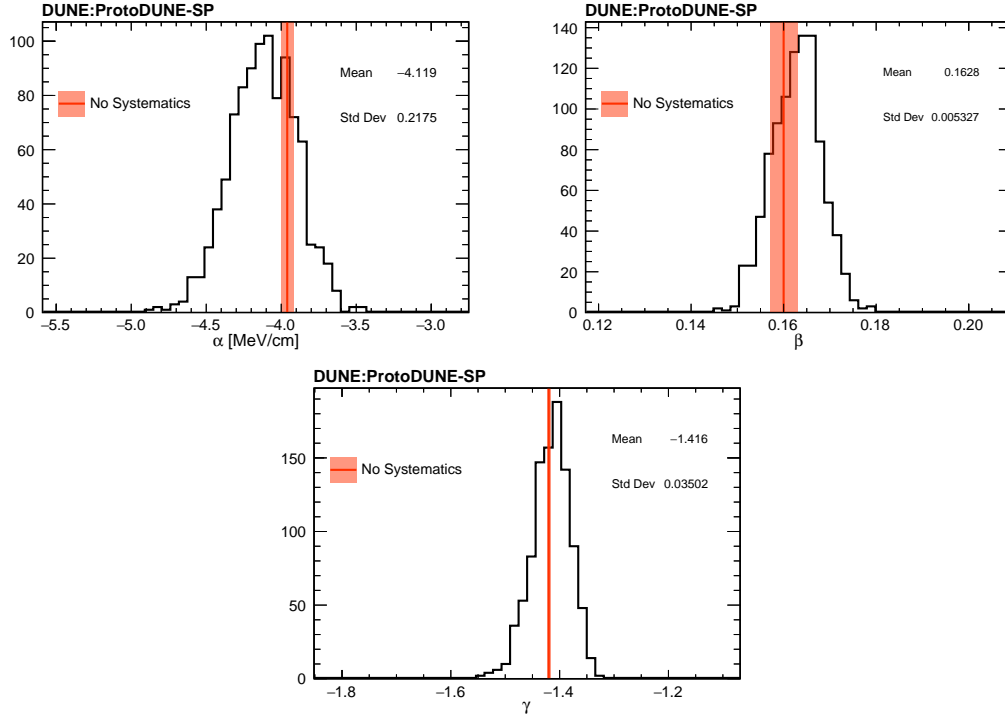 DUNE:ProtoDUNE-SP
100
80
60
40
20
0
No Systematics
Mean −4.119
Std Dev 0.2175
−5.5 −5.0 −4.5 −4.0 −3.5 −3.0
α [MeV/cm]
DUNE:ProtoDUNE-SP
140
120
100
80
60
40
20
0
No Systematics
Mean 0.1628
Std Dev 0.005327
0.12 0.14 0.16 0.18 0.20
β
DUNE:ProtoDUNE-SP
150
100
50
0
No Systematics
Mean −1.416
Std Dev 0.03502
−1.8 −1.6 −1.4 −1.2
γ